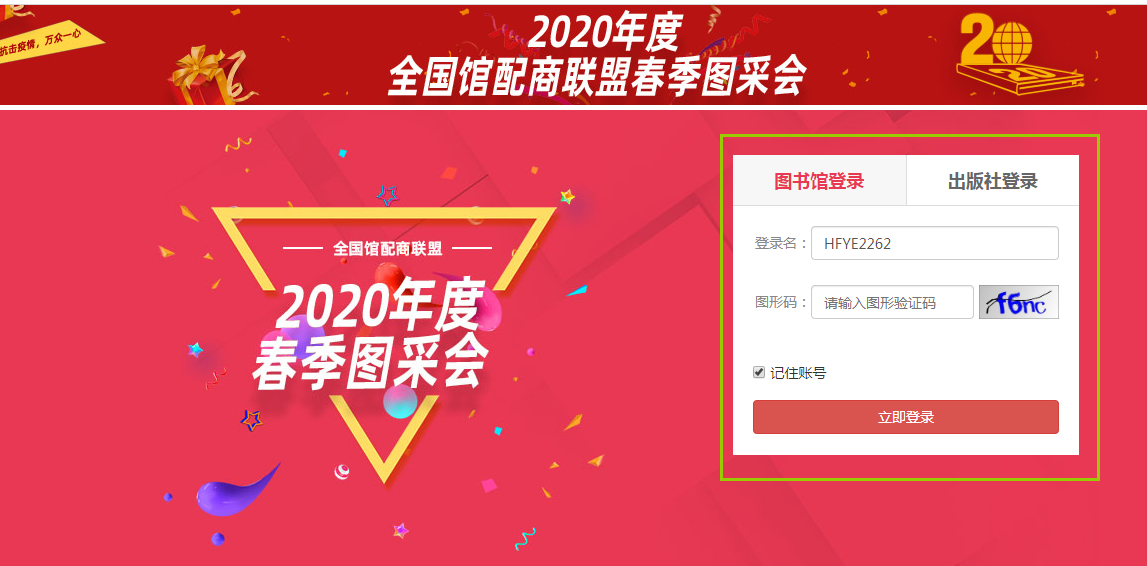 抗击疫情，万众一心
2020年度
全国馆配商联盟春季图采会
20
全国馆配商联盟
2020年度
春季图采会
图书馆登录
出版社登录
登录名：
HFYE2262
图形码：
请输入图形验证码
f6nc
记住账号
立即登录